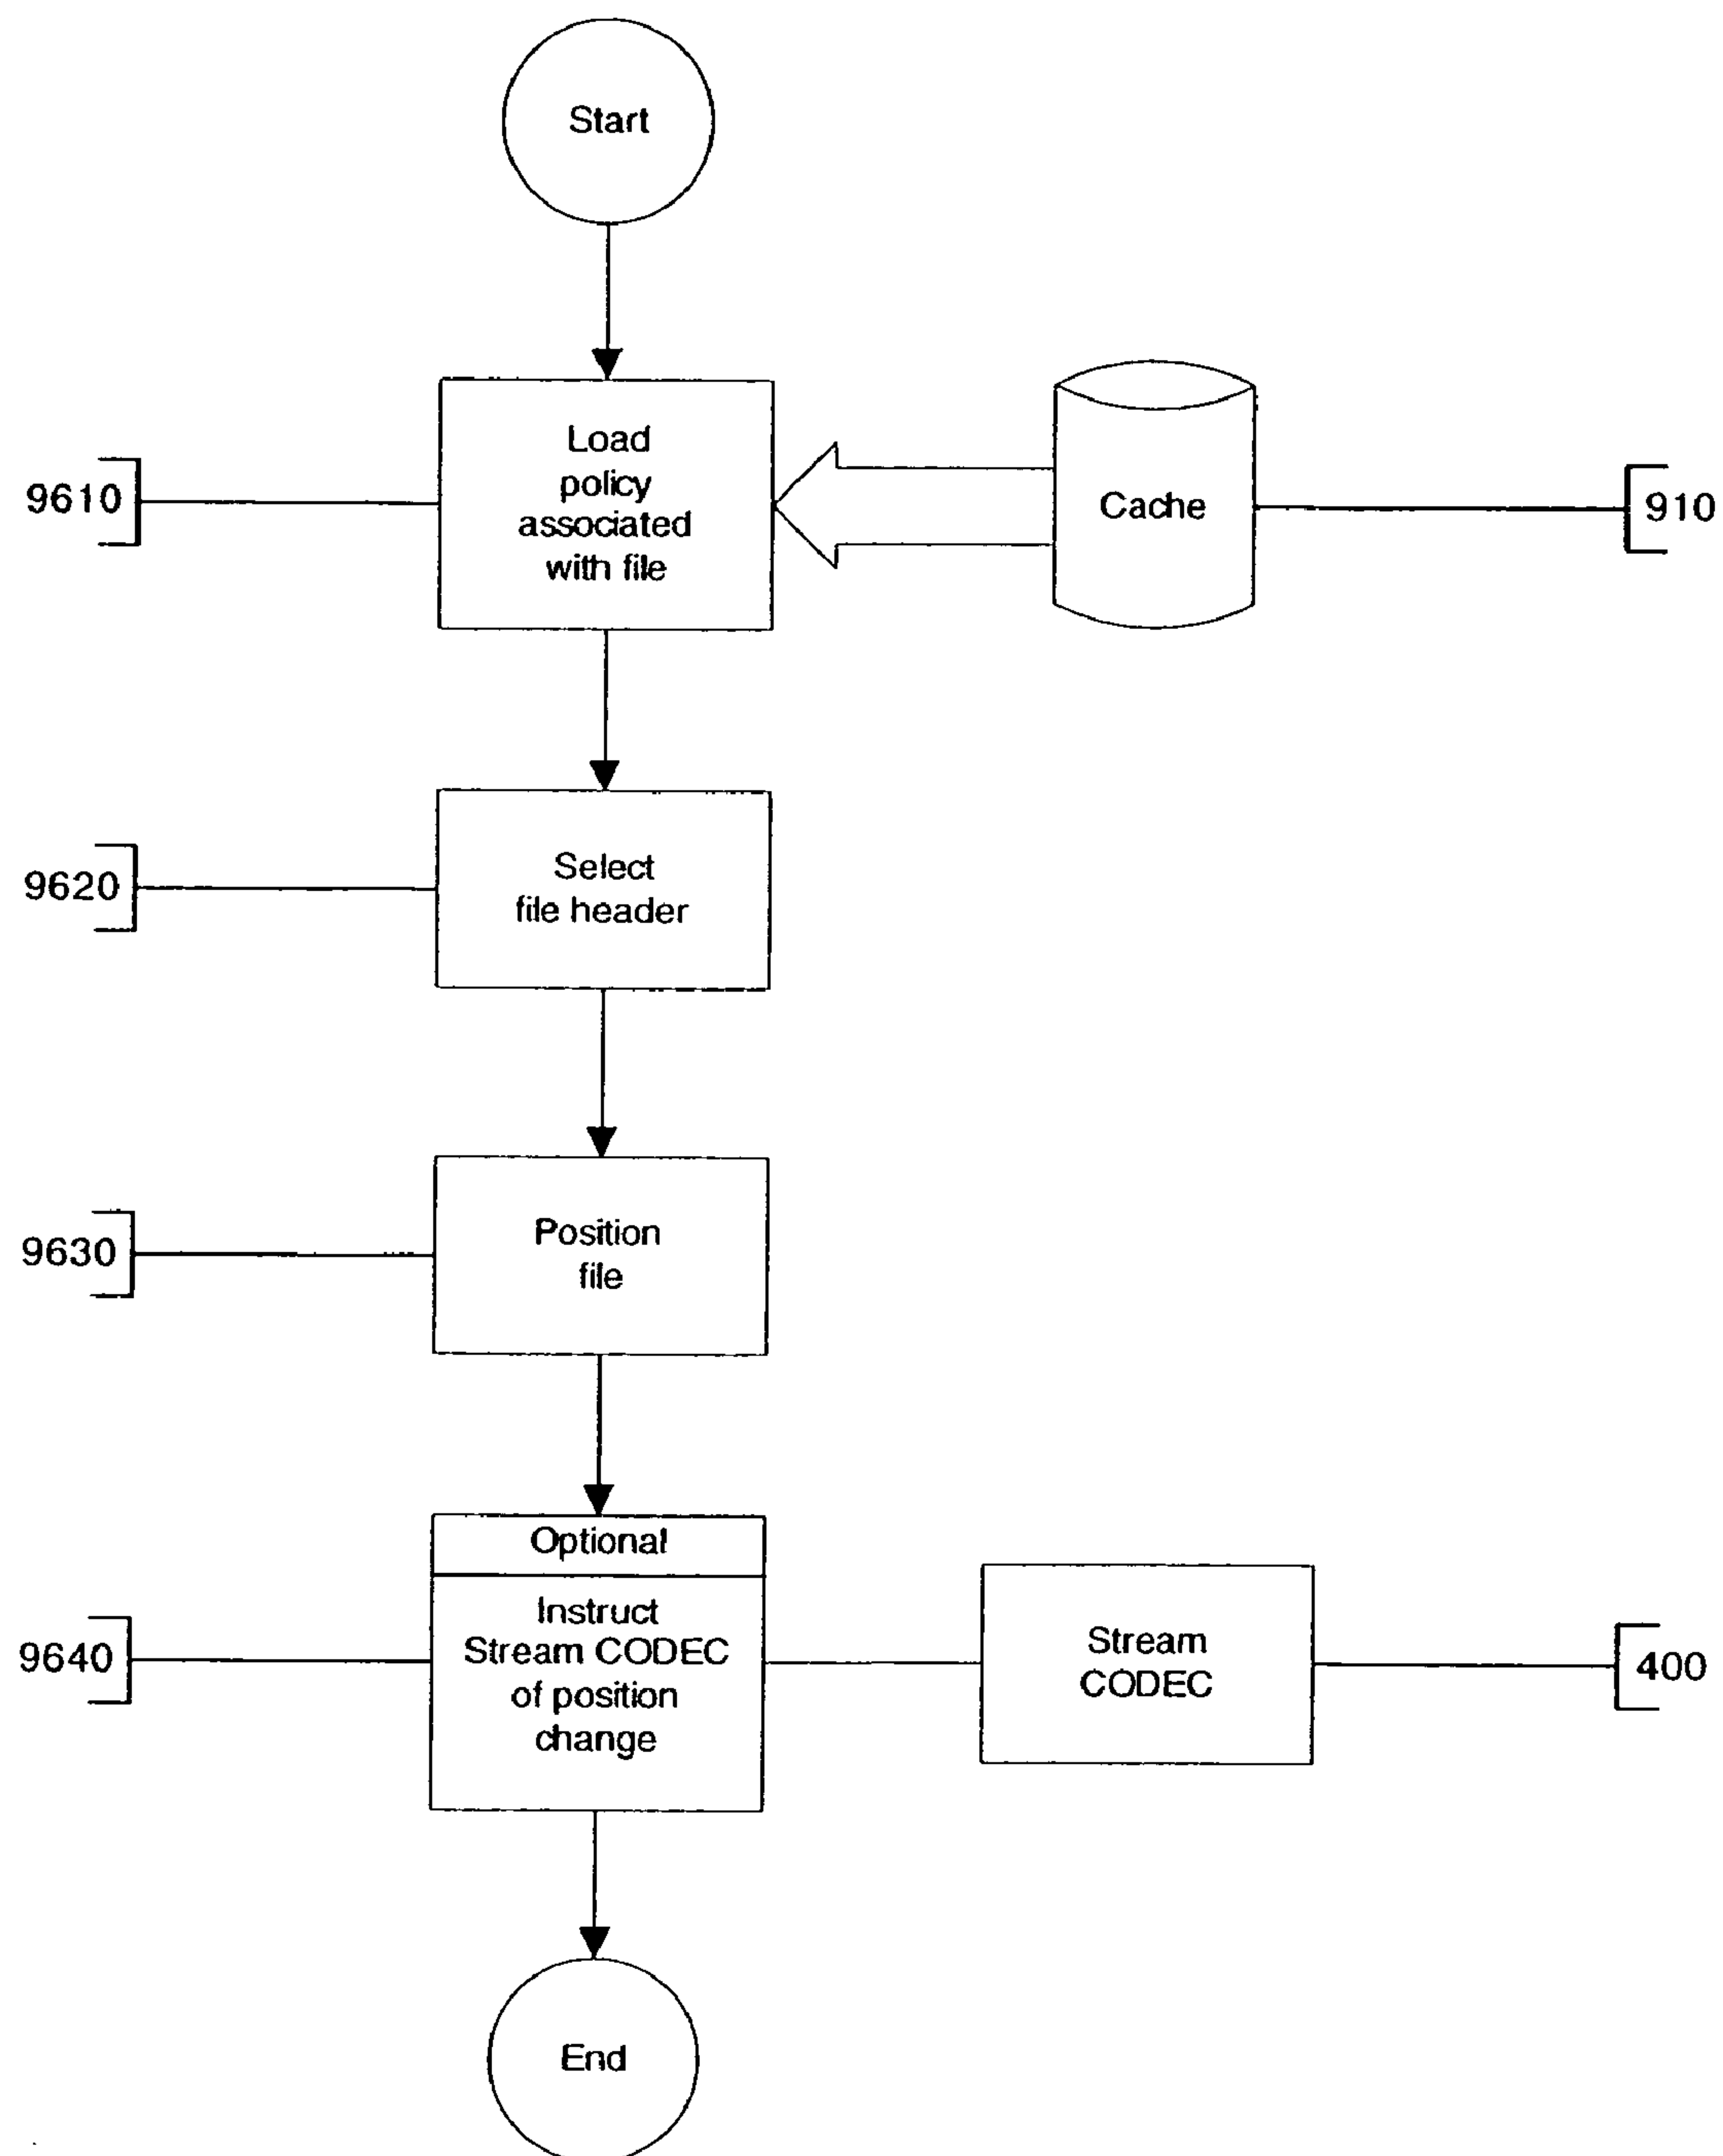 Start
9610
Load
policy
associated
with file
Cache
910
9620
Select
file header
9630
Position
file
Optional
9640
Instruct
Stream CODEC
of position
change
Stream
CODEC
400
End